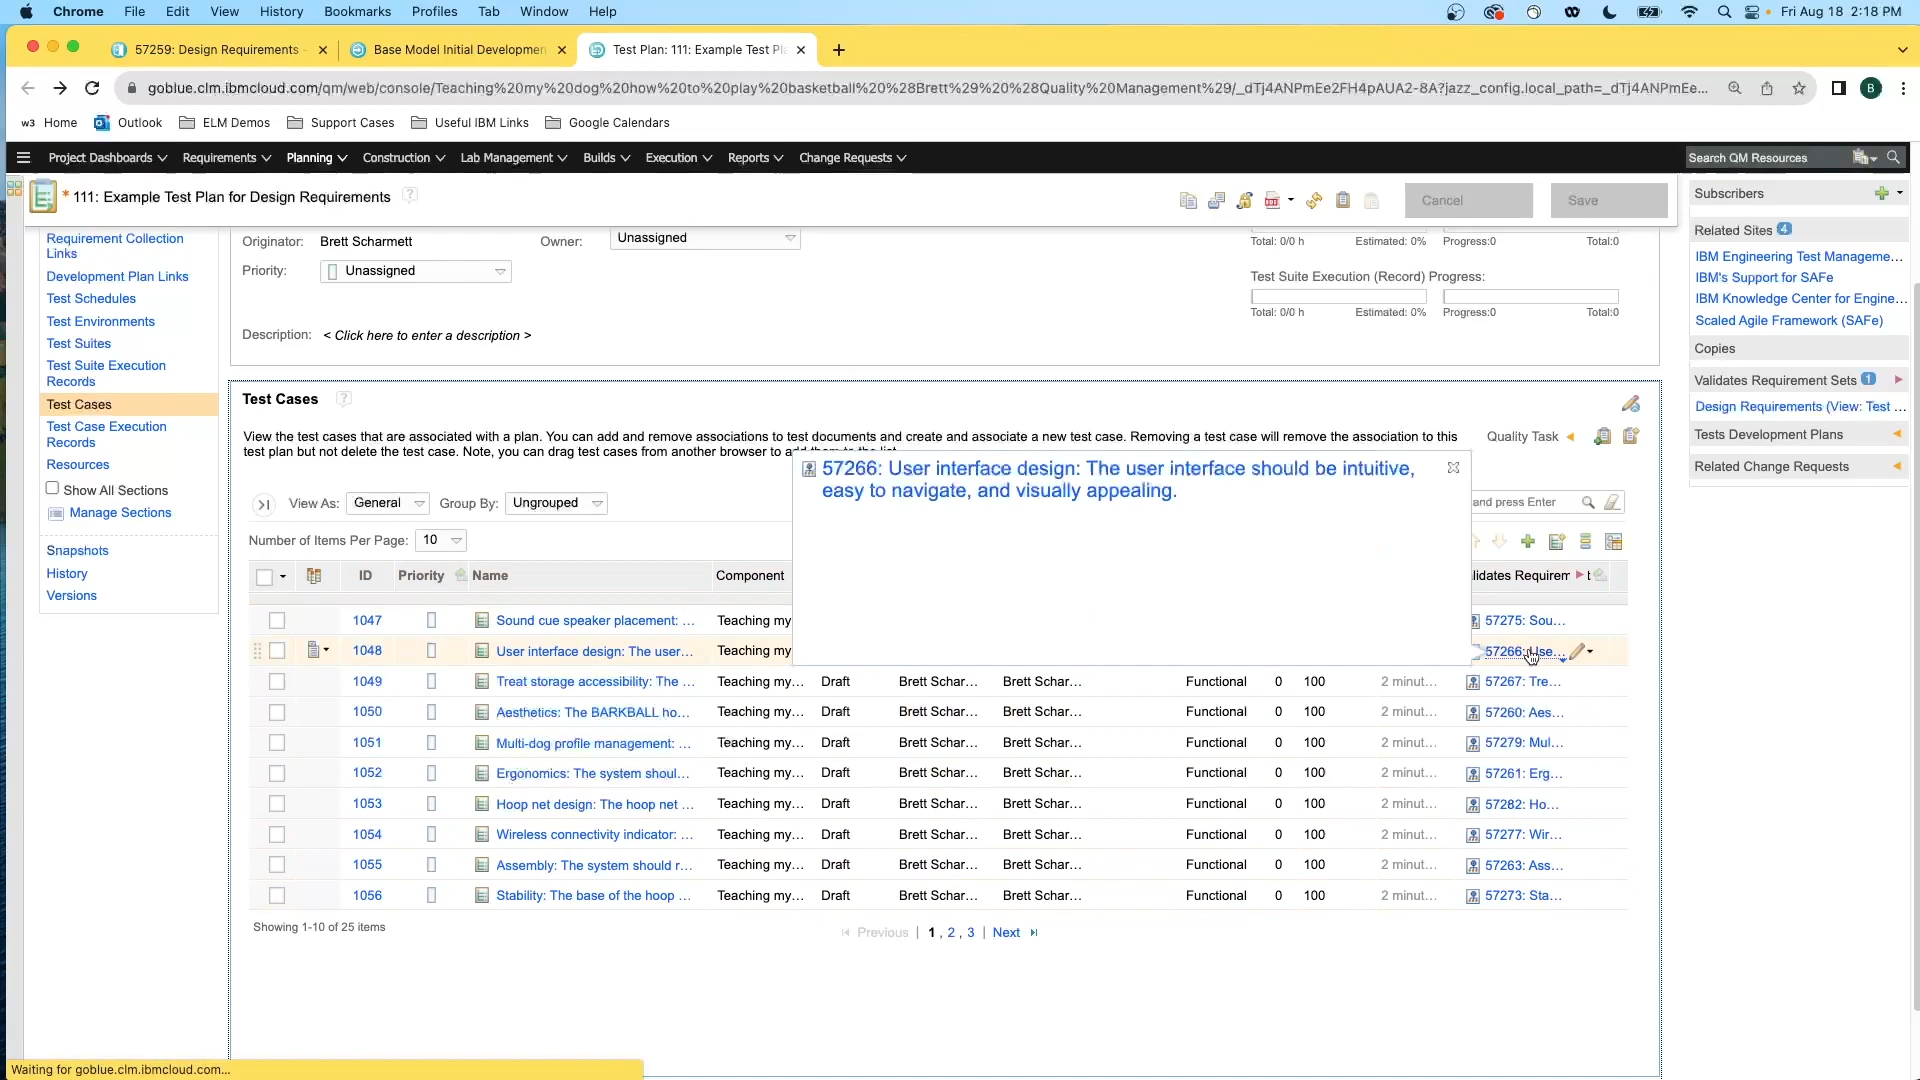 Chrome File Edit View History Bookmarks Profiles Tab Window Help Fri Aug 18 2:18 PM
57259: Design Requirements Base Model Initial Developmen Test Plan: 111: Example Test Pl
goblue.clm.ibmcloud.com/qm/web/console/Teaching%20my%20dog%20how%20to%20play%20basketball%20%28Brett%29%20%28Quality%20Management%29/_dTj4ANPmEe2FH4pAUA2-8A?jazz_config.local_path=_dTj4ANPmEe... B
w3 Home Outlook ELM Demos Support Cases Useful IBM Links Google Calendars
Project Dashboards Requirements Planning Construction Lab Management Builds Execution Reports Change Requests Search QM Resources
* 111: Example Test Plan for Design Requirements ? Cancel Save
Subscribers
Related Sites 4
IBM Engineering Test Manageme...
IBM's Support for SAFe
IBM Knowledge Center for Engine...
Scaled Agile Framework (SAFe)
Copies
Validates Requirement Sets 1
Design Requirements (View: Test ...
Tests Development Plans
Related Change Requests
Requirement Collection
Links
Development Plan Links
Test Schedules
Test Environments
Test Suites
Test Suite Execution
Records
Test Cases
Test Case Execution
Records
Defects
Show All Sections
Manage Sections
Snapshots
History
Versions
Originator: Brett Scharmett Owner: Unassigned
Priority: Unassigned
Description: < Click here to enter a description >
Total: 0/0 h Estimated: 0% Progress:0 Total:0
Test Suite Execution (Record) Progress:
Total: 0/0 h Estimated: 0% Progress:0 Total:0
Test Cases ?
View the test cases that are associated with a plan. You can add and remove associations to test documents and create and associate a new test case. Removing a test case will remove the association to this
test plan but not delete the test case. Note, you can drag test cases from another browser to add them to the list.
Quality Task
57266: User interface design: The user interface should be intuitive,
easy to navigate, and visually appealing.
View As: General Group By: Ungrouped and press Enter
Number of Items Per Page: 10
ID Priority Name Component lidates Requirem t
1047 Sound cue speaker placement: ... Teaching my 57275: Sou...
1048 User interface design: The user... Teaching my 57266: Use...
1049 Treat storage accessibility: The ... Teaching my... Draft Brett Schar... Brett Schar... Functional 0 100 2 minut... 57267: Tre...
1050 Aesthetics: The BARKBALL ho... Teaching my... Draft Brett Schar... Brett Schar... Functional 0 100 2 minut... 57260: Aes...
1051 Multi-dog profile management: ... Teaching my... Draft Brett Schar... Brett Schar... Functional 0 100 2 minut... 57279: Mul...
1052 Ergonomics: The system shoul... Teaching my... Draft Brett Schar... Brett Schar... Functional 0 100 2 minut... 57261: Erg...
1053 Hoop net design: The hoop net ... Teaching my... Draft Brett Schar... Brett Schar... Functional 0 100 2 minut... 57282: Ho...
1054 Wireless connectivity indicator: ... Teaching my... Draft Brett Schar... Brett Schar... Functional 0 100 2 minut... 57277: Wir...
1055 Assembly: The system should r... Teaching my... Draft Brett Schar... Brett Schar... Functional 0 100 2 minut... 57263: Ass...
1056 Stability: The base of the hoop ... Teaching my... Draft Brett Schar... Brett Schar... Functional 0 100 2 minut... 57273: Sta...
Showing 1-10 of 25 items Previous | 1 , 2 , 3 | Next
Waiting for goblue.clm.ibmcloud.com...